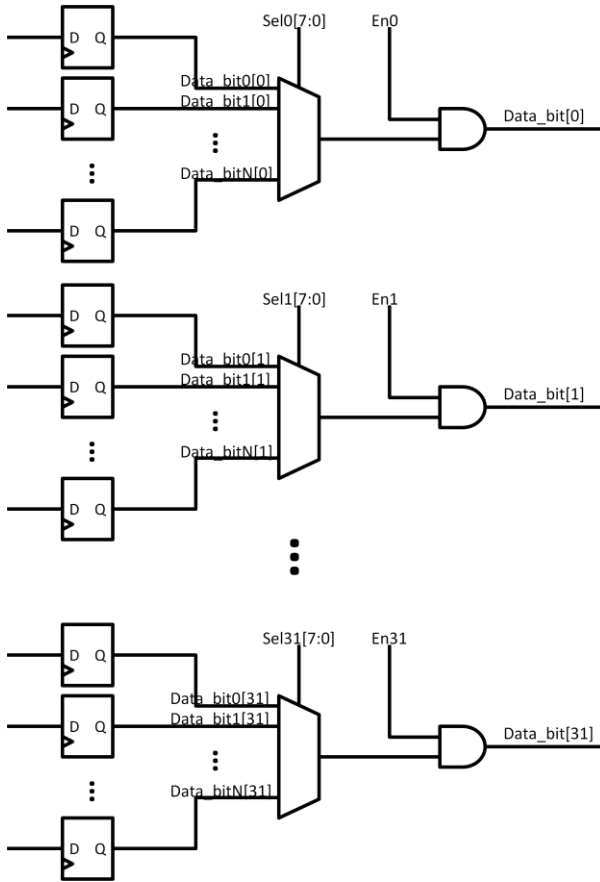 Sel0[7:0] En0
D Q
Data_bit0[0]
D Q
Data_bit1[0]
Data_bit[0]
Data_bitN[0]
D Q
Sel1[7:0] En1
D Q
Data_bit0[1]
D Q
Data_bit1[1]
Data_bit[1]
Data_bitN[1]
D Q
Sel31[7:0] En31
D Q
Data_bit0[31]
D Q
Data_bit1[31]
Data_bit[31]
Data_bitN[31]
D Q